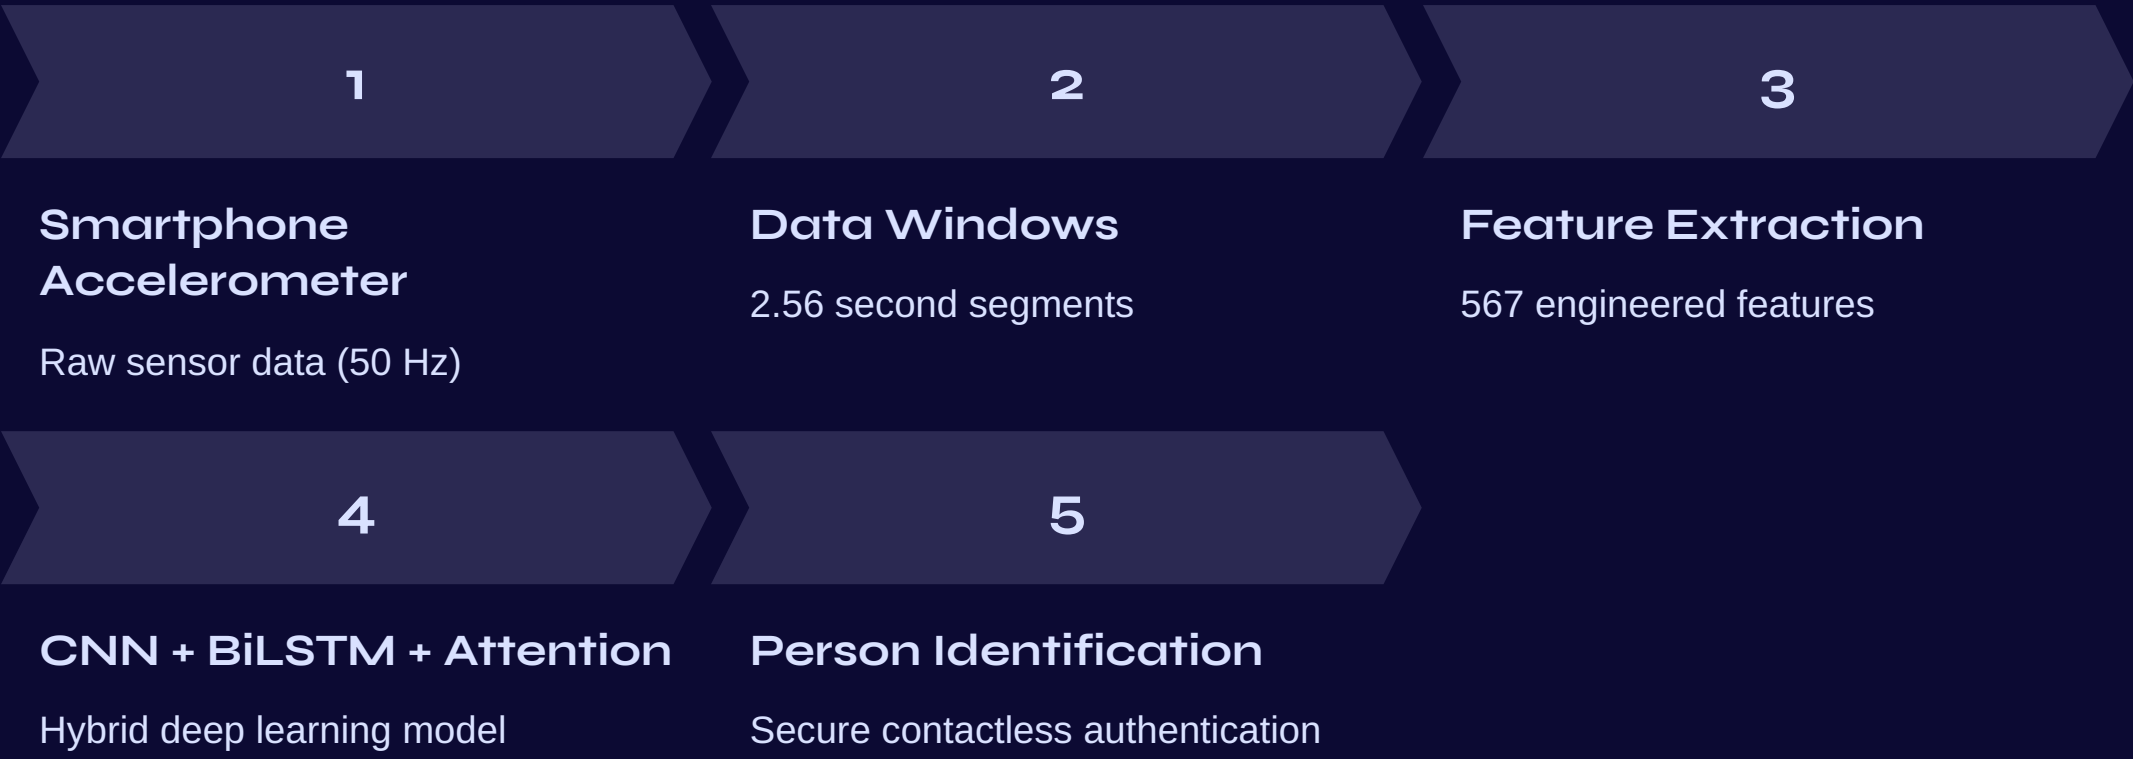 1
2
3
Smartphone
Accelerometer
Raw sensor data (50 Hz)
Data Windows
2.56 second segments
Feature Extraction
567 engineered features
4
5
CNN + BiLSTM + Attention
Hybrid deep learning model
Person Identification
Secure contactless authentication